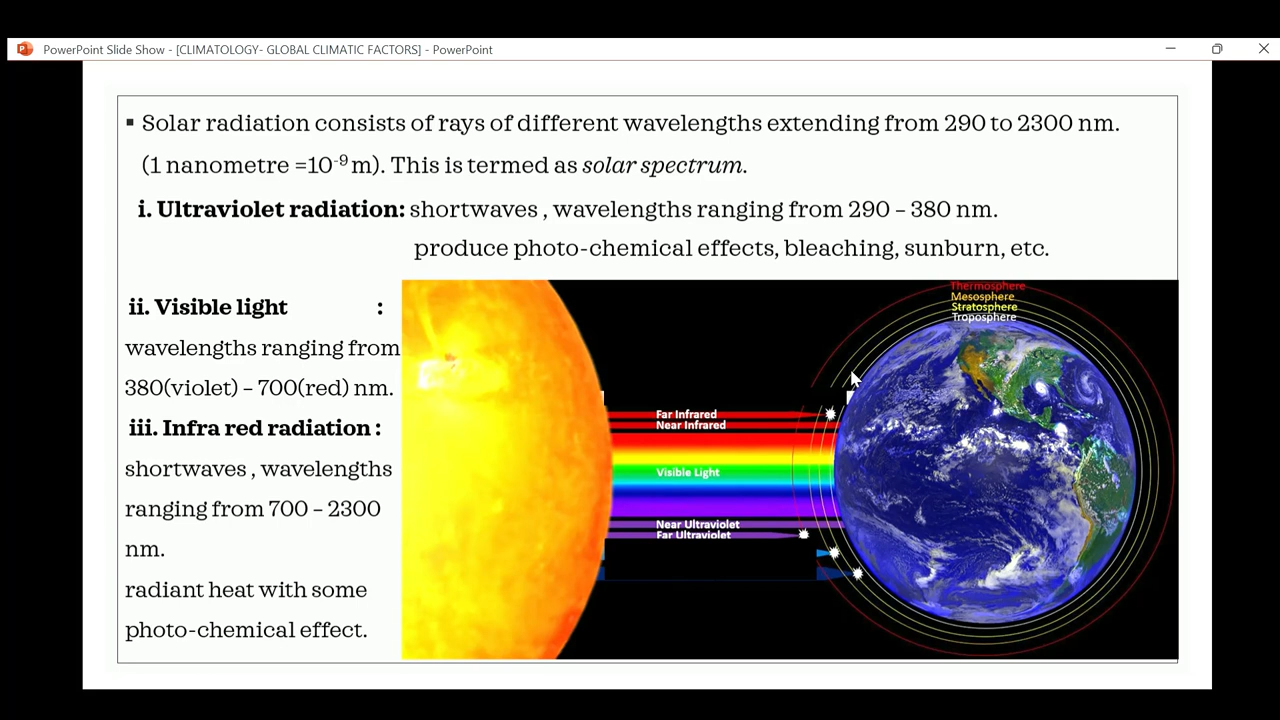 PowerPoint Slide Show - [CLIMATOLOGY- GLOBAL CLIMATIC FACTORS] - PowerPoint
▪ Solar radiation consists of rays of different wavelengths extending from 290 to 2300 nm.
(1 nanometre =10⁻⁹ m). This is termed as solar spectrum.
i. Ultraviolet radiation: shortwaves , wavelengths ranging from 290 – 380 nm.
produce photo-chemical effects, bleaching, sunburn, etc.
ii. Visible light :
wavelengths ranging from
380(violet) – 700(red) nm.
iii. Infra red radiation :
shortwaves , wavelengths
ranging from 700 – 2300
nm.
radiant heat with some
photo-chemical effect.
Thermosphere
Mesosphere
Stratosphere
Troposphere
Far Infrared
Near Infrared
Visible Light
Near Ultraviolet
Far Ultraviolet